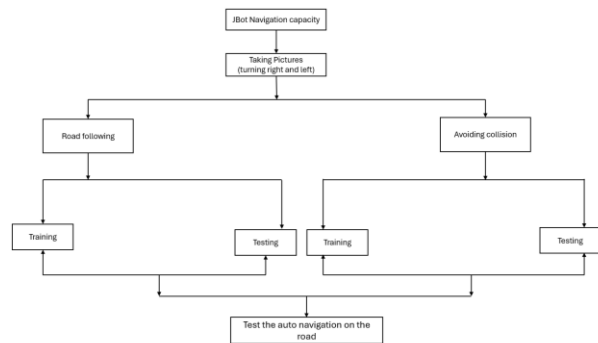 JBot Navigation capacity
Taking Pictures
(turning right and left)
Road following
Avoiding collision
Training
Testing
Training
Testing
Test the auto navigation on the
road